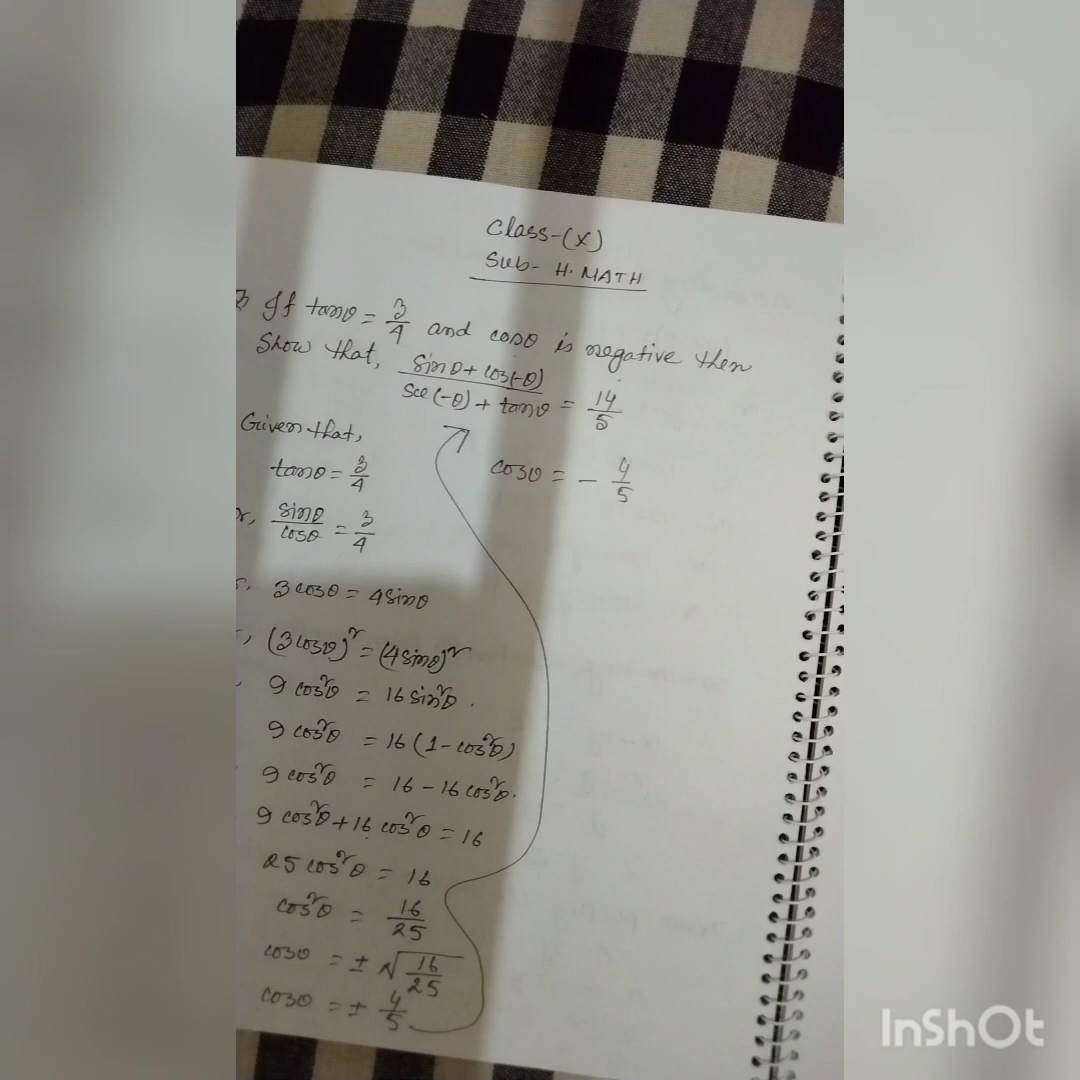 Class-(X)
Sub- H. MATH
If tanθ = 3/4 and cosθ is negative then
Show that, (sinθ + cos(-θ))/(sec(-θ) + tanθ) = 14/5
Given that,
tanθ = 3/4
r, sinθ/cosθ = 3/4
3cosθ = 4sinθ
(3cosθ)² = (4sinθ)²
9cos²θ = 16sin²θ.
9cos²θ = 16(1-cos²θ)
9cos²θ = 16-16cos²θ.
9cos²θ+16cos²θ = 16
25cos²θ = 16
cos²θ = 16/25
cosθ = ±√(16/25)
cosθ = ± 4/5
cosθ = - 4/5
InShOt